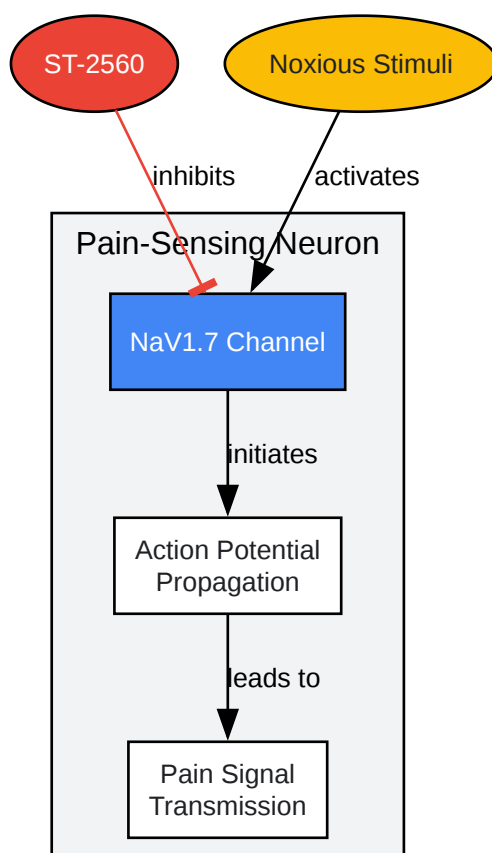 ST-2560
Noxious Stimuli
inhibits
activates
Pain-Sensing Neuron
NaV1.7 Channel
initiates
Action Potential
Propagation
leads to
Pain Signal
Transmission